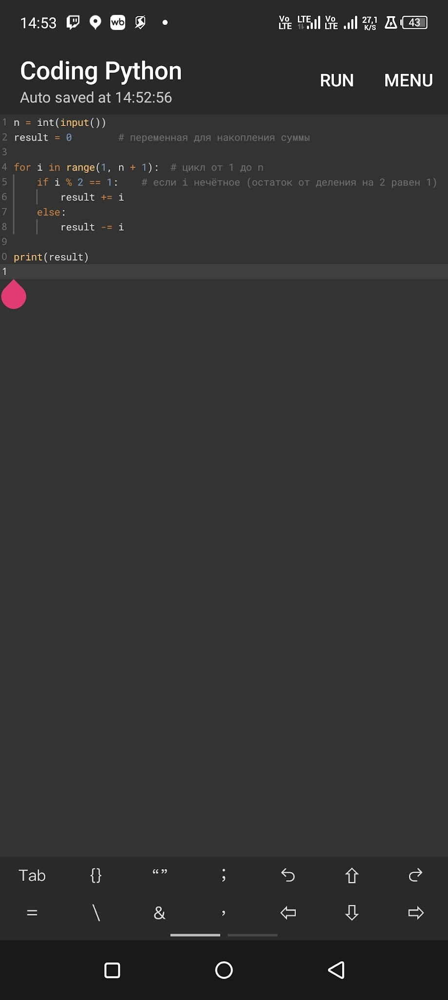 14:53 wb Vo LTE LTE Vo LTE 27,1 K/S 43
Coding Python
RUN MENU
Auto saved at 14:52:56
1 n = int(input())
2 result = 0 # переменная для накопления суммы
3
4 for i in range(1, n + 1): # цикл от 1 до n
5 if i % 2 == 1: # если i нечётное (остаток от деления на 2 равен 1)
6 result += i
7 else:
8 result -= i
9
0 print(result)
1
Tab {} “” ;
= \ & ,